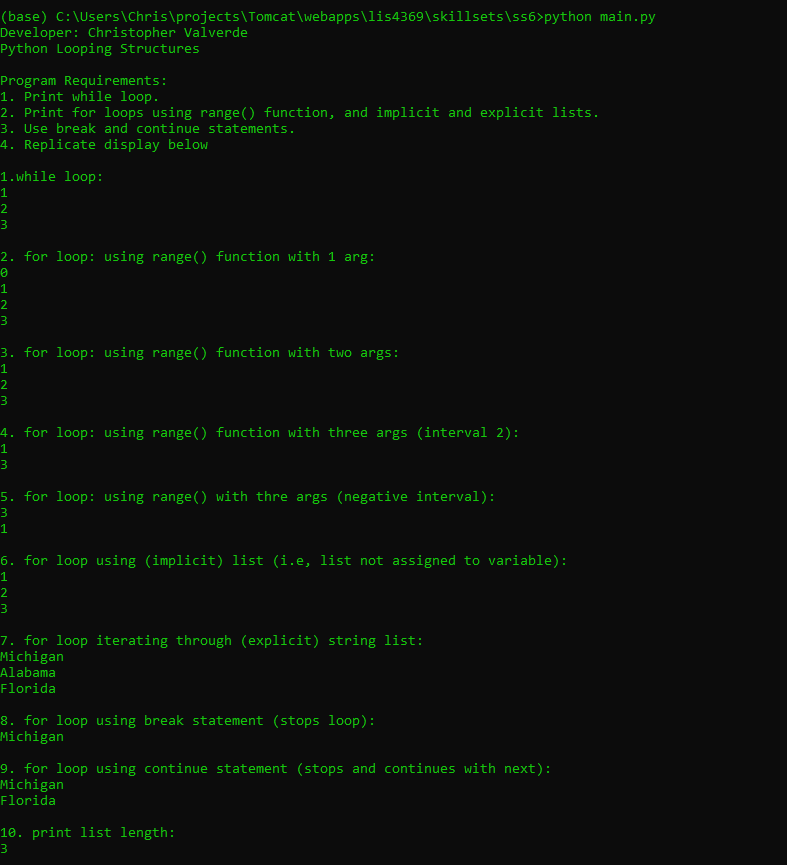 (base) C:\Users\Chris\projects\Tomcat\webapps\lis4369\skillsets\ss6>python main.py
Developer: Christopher Valverde
Python Looping Structures
Program Requirements:
1. Print while loop.
2. Print for loops using range() function, and implicit and explicit lists.
3. Use break and continue statements.
4. Replicate display below
1.while loop:
1
2
3
2. for loop: using range() function with 1 arg:
0
1
2
3
3. for loop: using range() function with two args:
1
2
3
4. for loop: using range() function with three args (interval 2):
1
3
5. for loop: using range() with thre args (negative interval):
3
1
6. for loop using (implicit) list (i.e, list not assigned to variable):
1
2
3
7. for loop iterating through (explicit) string list:
Michigan
Alabama
Florida
8. for loop using break statement (stops loop):
Michigan
9. for loop using continue statement (stops and continues with next):
Michigan
Florida
10. print list length:
3